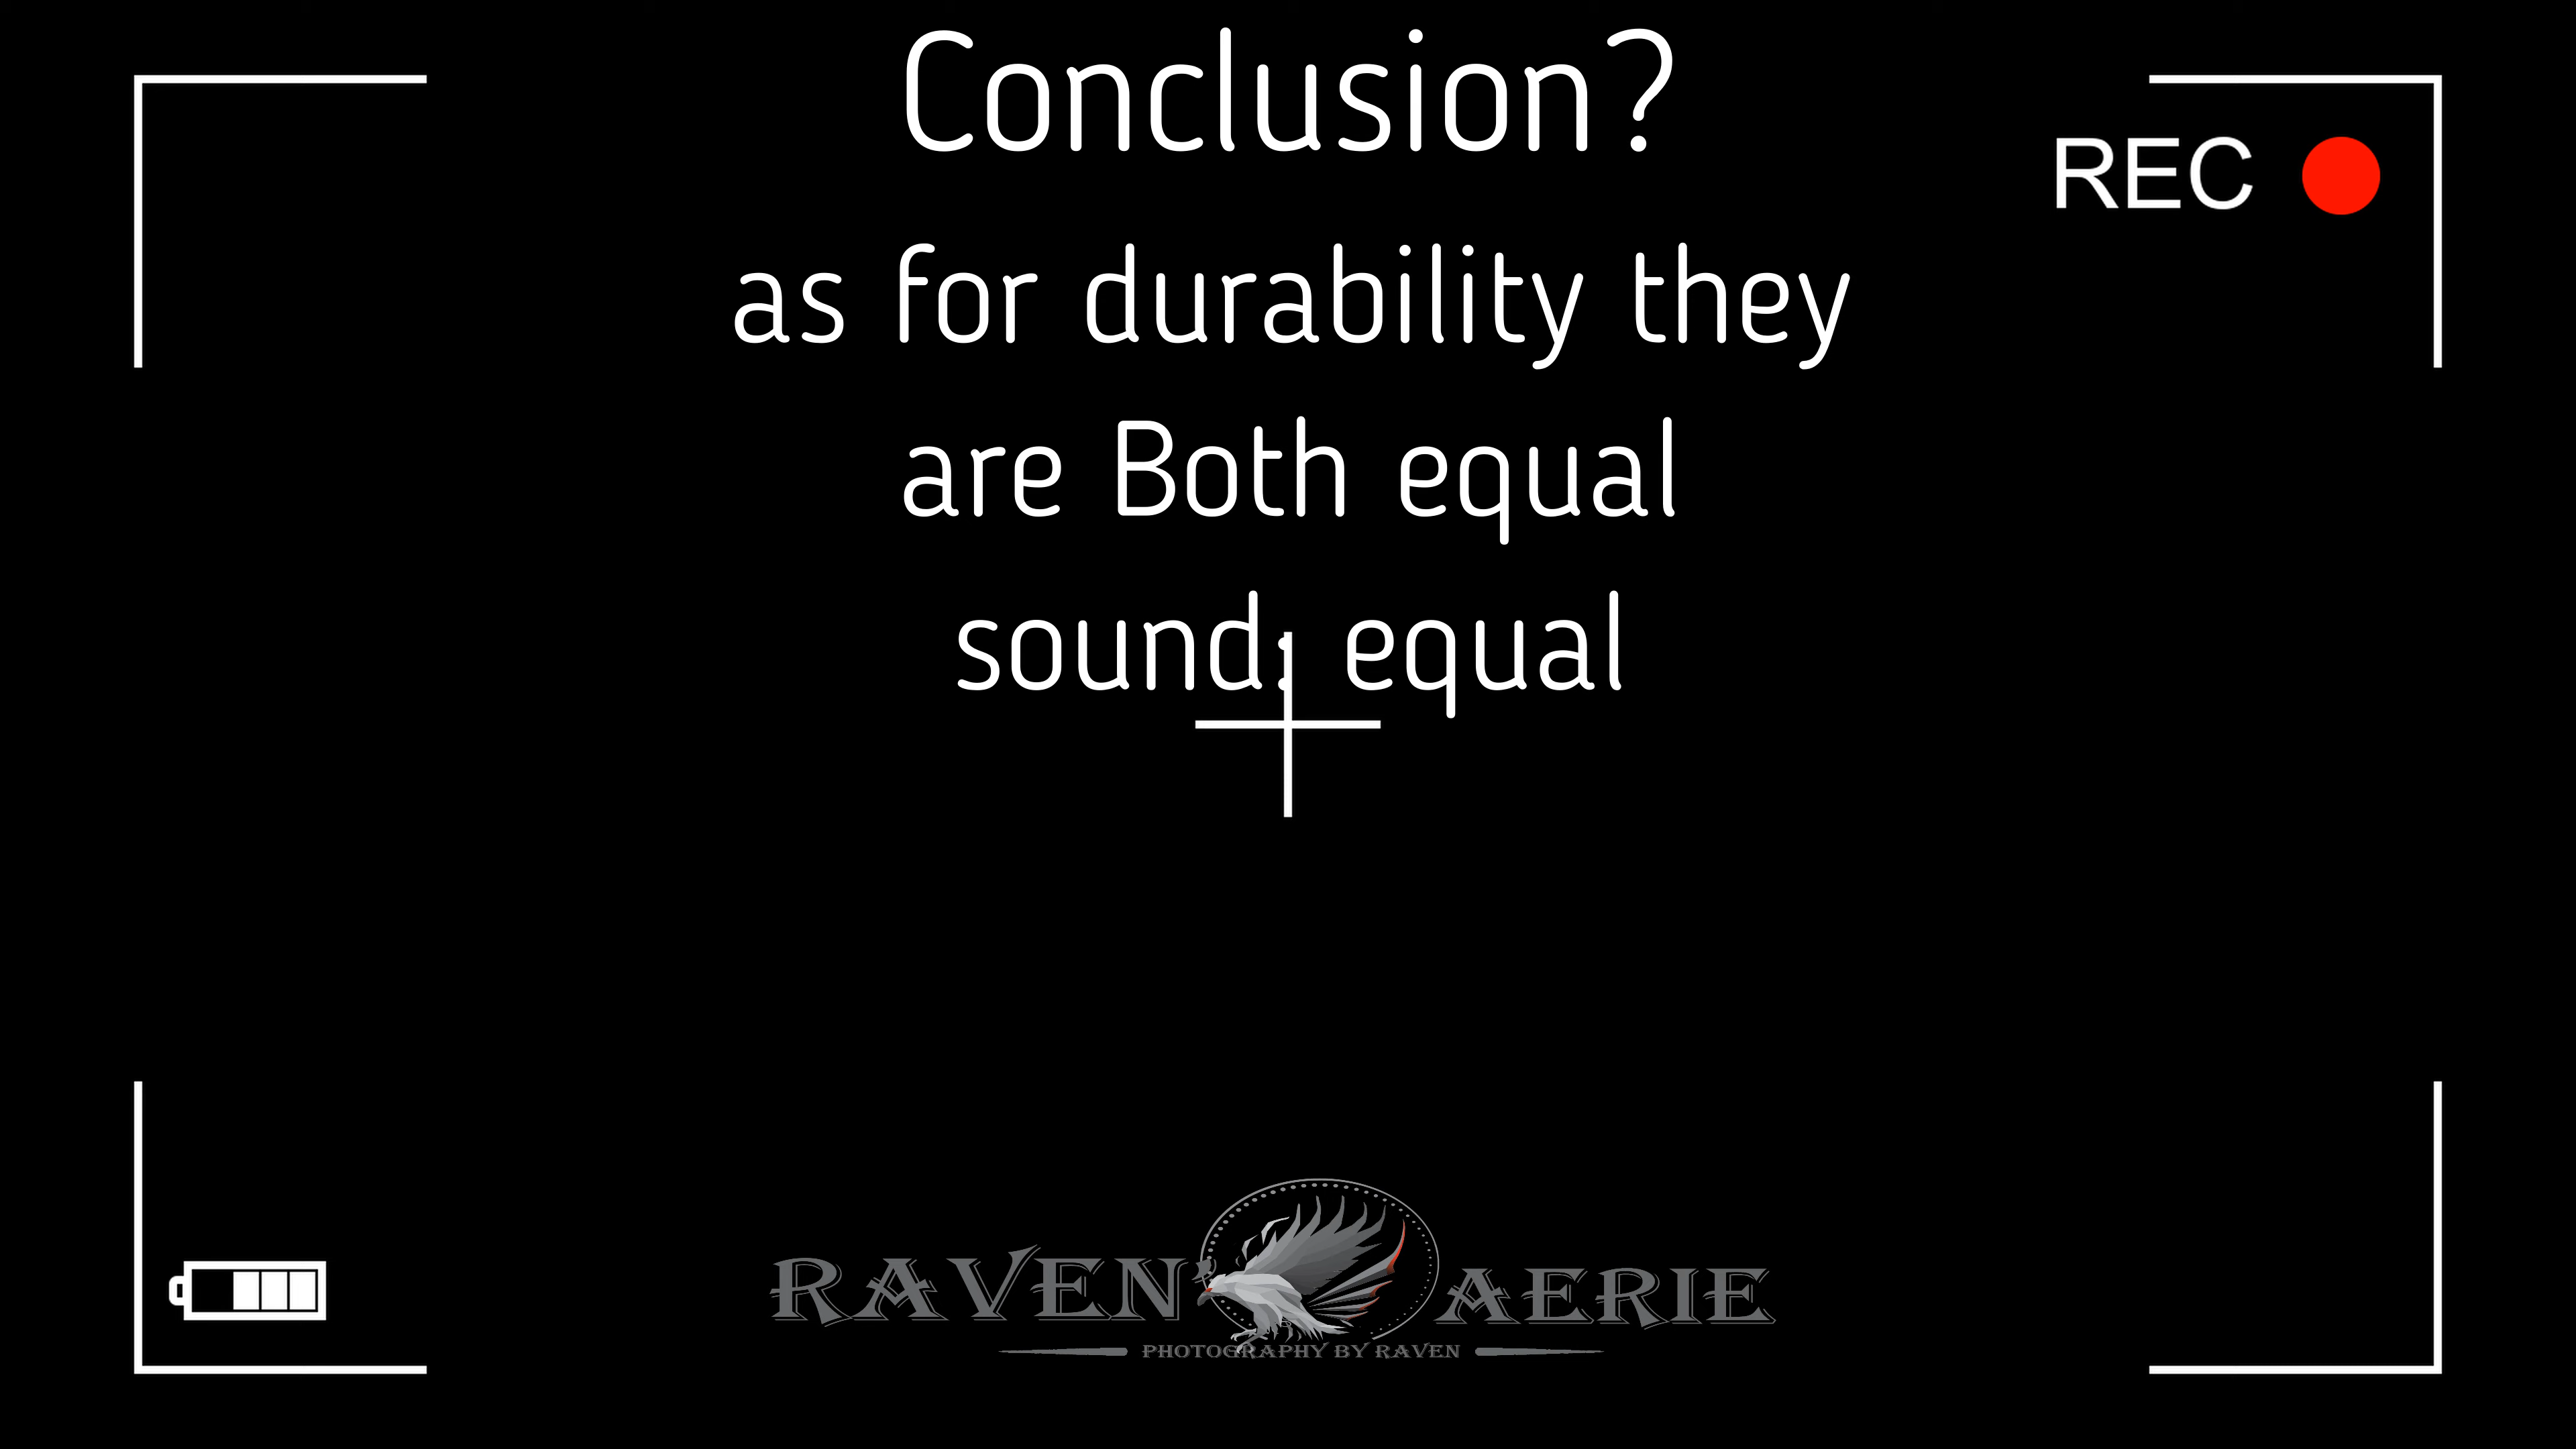 Conclusion?
REC
as for durability they
are Both equal
sound: equal
RAVEN'S AERIE
PHOTOGRAPHY BY RAVEN